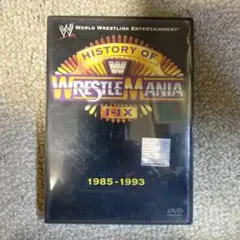 WORLD WRESTLING ENTERTAINMENT
HISTORY OF
WRESTLEMANIA
I-IX
1985-1993
DVD